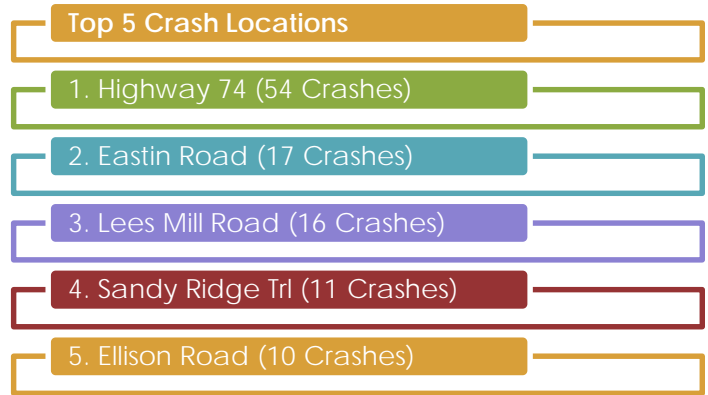 Top 5 Crash Locations
1. Highway 74 (54 Crashes)
2. Eastin Road (17 Crashes)
3. Lees Mill Road (16 Crashes)
4. Sandy Ridge Trl (11 Crashes)
5. Ellison Road (10 Crashes)